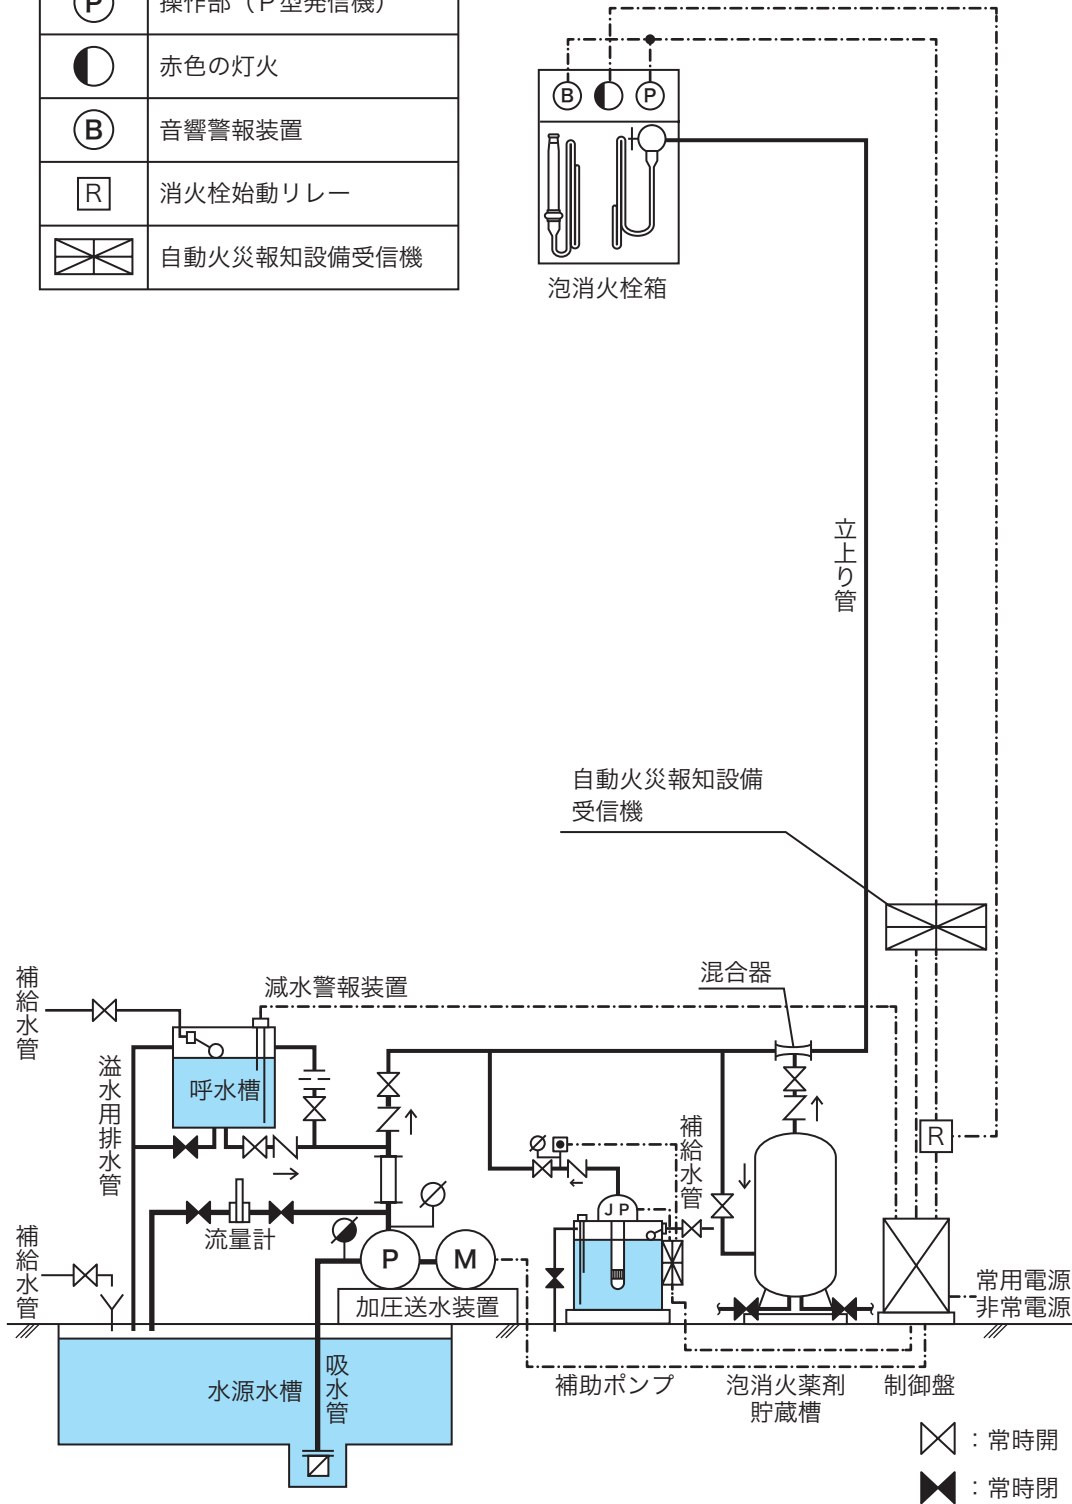 P 操作部（P型発信機）
赤色の灯火
B 音響警報装置
R 消火栓始動リレー
自動火災報知設備受信機
B P
泡消火栓箱
立上り管
自動火災報知設備
受信機
混合器
減水警報装置
補給水管
呼水槽
溢水用排水管
補給水管
R
J P
流量計
補給水管
P M
加圧送水装置
常用電源
非常電源
水源水槽
吸水管
補助ポンプ
泡消火薬剤
貯蔵槽
制御盤
：常時開
：常時閉